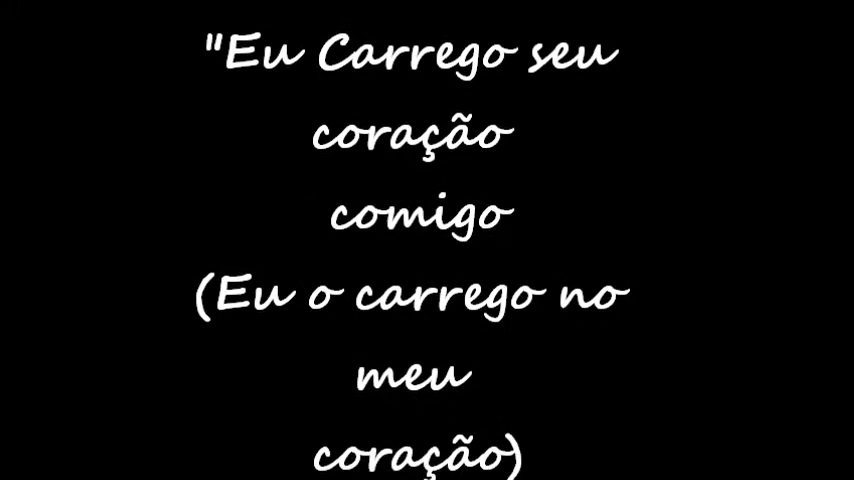 "Eu Carrego seu
coração
comigo
(Eu o carrego no
meu
coração)